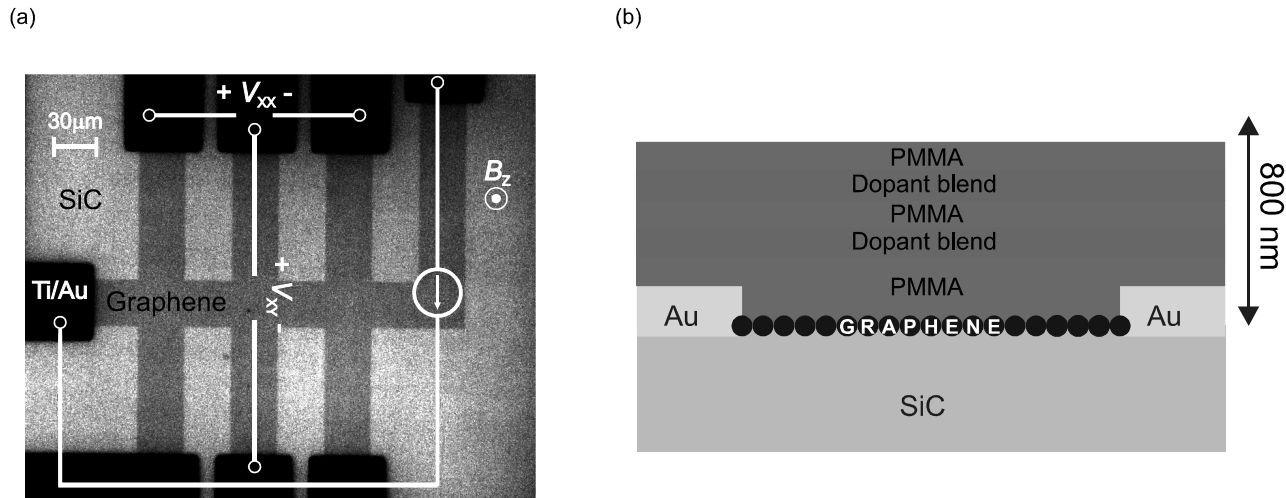 (a)
(b)
+ Vxx -
30μm
SiC
Bz
+ VXY -
Ti/Au
Graphene
PMMA
Dopant blend
PMMA
Dopant blend
PMMA
Au
Au
GRAPHENE
SiC
800 nm